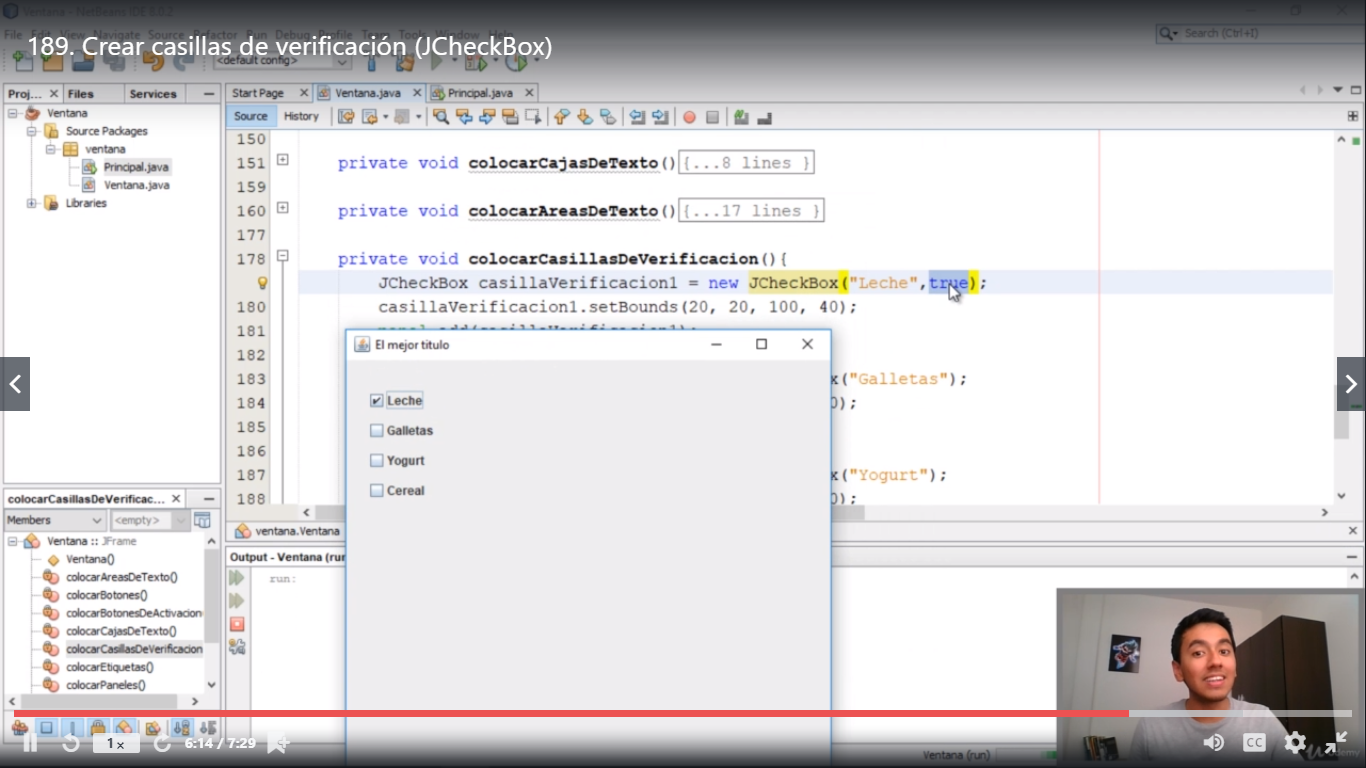 Ventana - NetBeans IDE 8.0.2
File Edit View Navigate Source Refactor Run Debug Profile Team Tools Window Help
Search (Ctrl+I)
189. Crear casillas de verificación (JCheckBox)
<default config>
Proj... Files Services
Start Page Ventana.java Principal.java
Source History
Ventana
Source Packages
ventana
Principal.java
Ventana.java
Libraries
150
151 private void colocarCajasDeTexto(){...8 lines }
159
160 private void colocarAreasDeTexto(){...17 lines }
177
178 private void colocarCasillasDeVerificacion(){
JCheckBox casillaVerificacion1 = new JCheckBox("Leche",true);
180 casillaVerificacion1.setBounds(20, 20, 100, 40);
181 panel.add(casillaVerificacion1);
182
183 x("Galletas");
184 0);
185
186
187 x("Yogurt");
188 0);
El mejor titulo
Leche
Galletas
Yogurt
Cereal
colocarCasillasDeVerificac...
Members <empty>
Ventana :: JFrame
Ventana()
colocarAreasDeTexto()
colocarBotones()
colocarBotonesDeActivacion
colocarCajasDeTexto()
colocarCasillasDeVerificacion
colocarEtiquetas()
colocarPaneles()
ventana.Ventana
Output - Ventana (run
run:
1x
6:14 / 7:29
Ventana (run)
CC